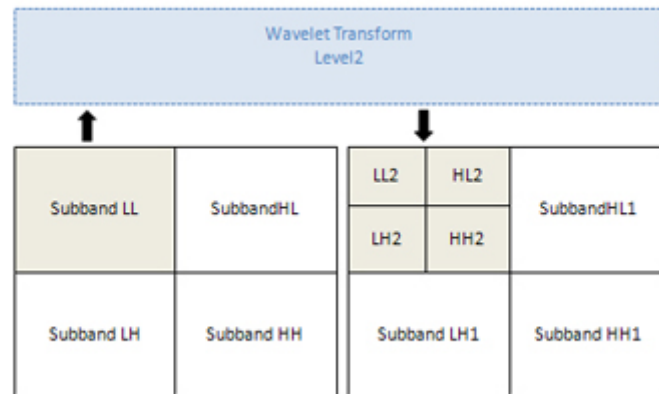 Wavelet Transform
Level2
Subband LL
SubbandHL
Subband LH
Subband HH
LL2
HL2
LH2
HH2
SubbandHL1
Subband LH1
Subband HH1